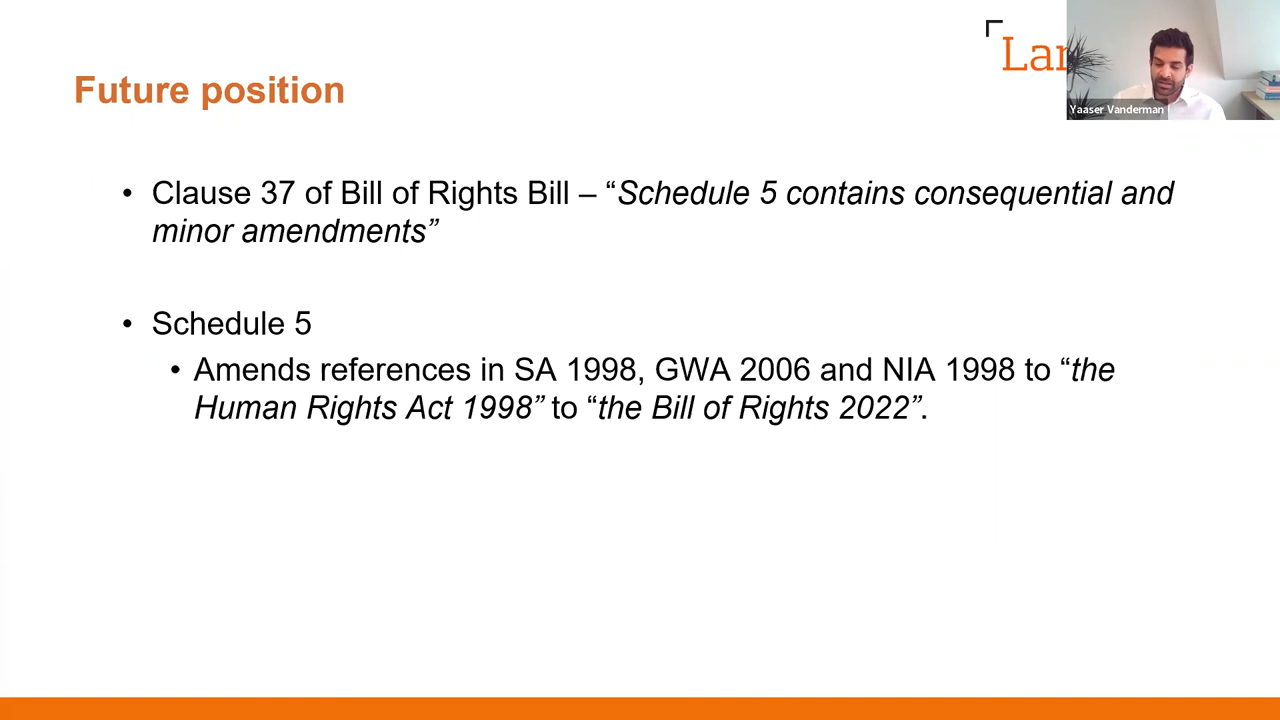 Lan
Yaaser Vanderman
Future position
• Clause 37 of Bill of Rights Bill – “Schedule 5 contains consequential and
minor amendments”
• Schedule 5
• Amends references in SA 1998, GWA 2006 and NIA 1998 to “the
Human Rights Act 1998” to “the Bill of Rights 2022”.